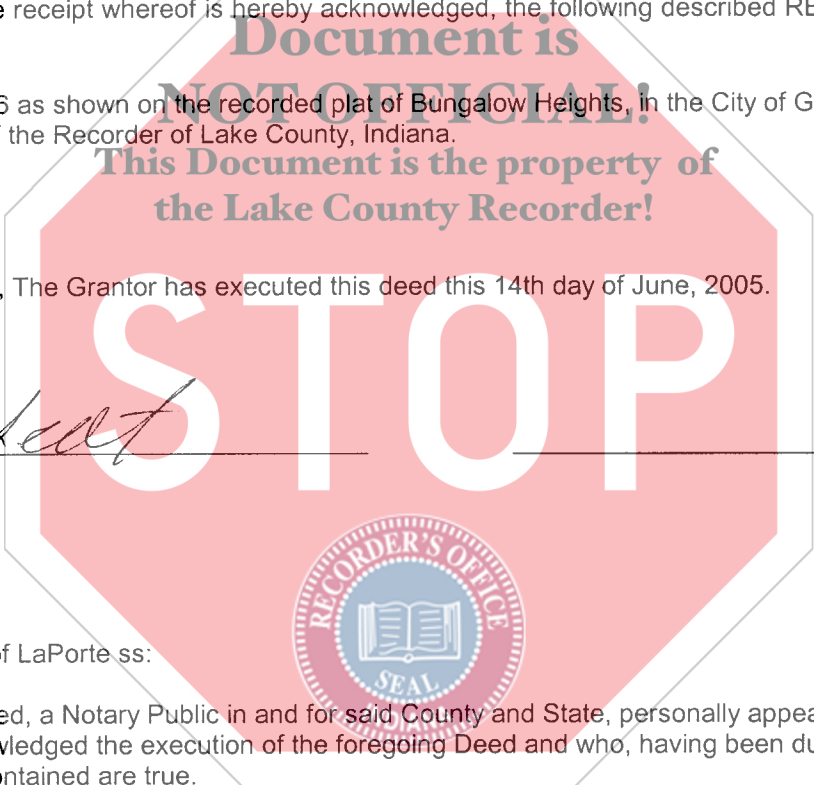 receipt whereof is hereby acknowledged, the following described
Document is
NOT OFFICIAL!
6 as shown on the recorded plat of Bungalow Heights, in the City of G
the Recorder of Lake County, Indiana.
This Document is the property of
the Lake County Recorder!
, The Grantor has executed this deed this 14th day of June, 2005.
STOP
RECORDER'S OFFICE
SEAL
of LaPorte ss:
ed, a Notary Public in and for said County and State, personally appea
wledged the execution of the foregoing Deed and who, having been du
ontained are true.